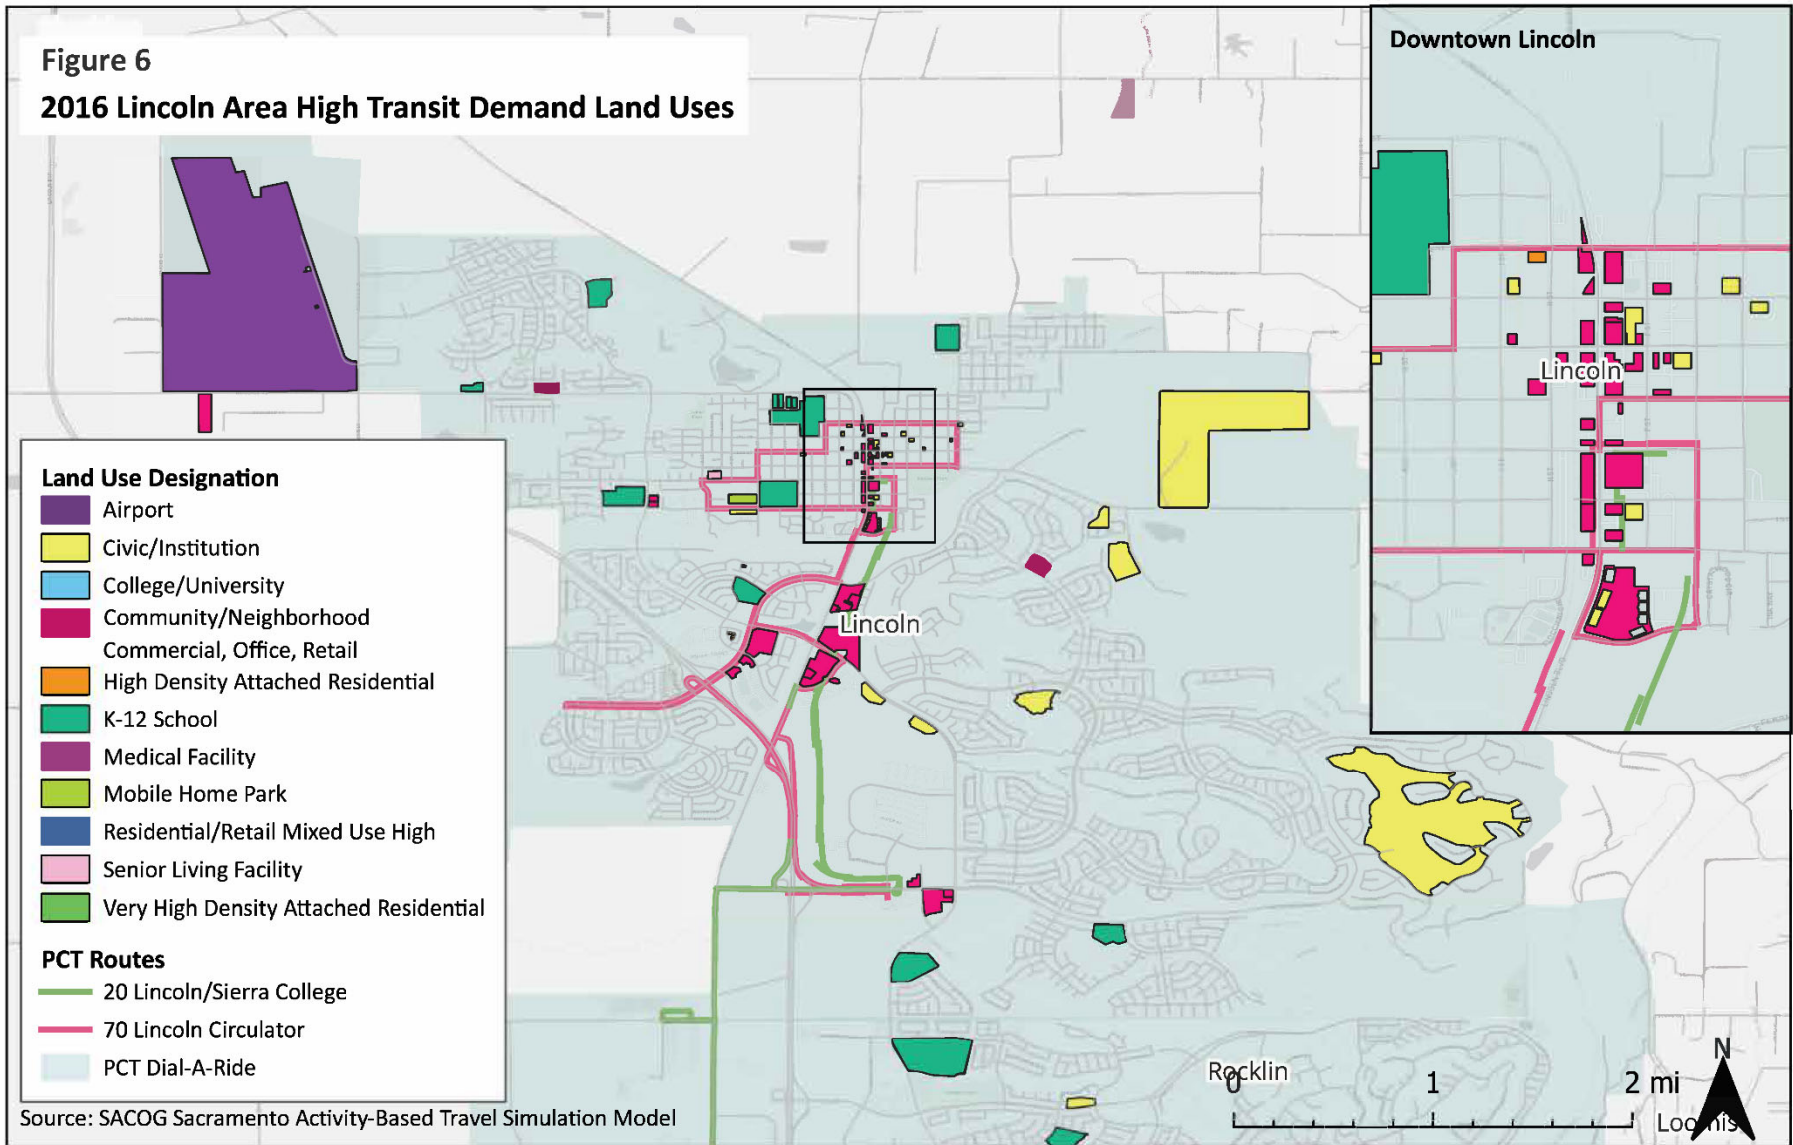 Figure 6
2016 Lincoln Area High Transit Demand Land Uses
Downtown Lincoln
Lincoln
Lincoln
Land Use Designation
Airport
Civic/Institution
College/University
Community/Neighborhood
Commercial, Office, Retail
High Density Attached Residential
K-12 School
Medical Facility
Mobile Home Park
Residential/Retail Mixed Use High
Senior Living Facility
Very High Density Attached Residential
PCT Routes
20 Lincoln/Sierra College
70 Lincoln Circulator
PCT Dial-A-Ride
Source: SACOG Sacramento Activity-Based Travel Simulation Model
Rocklin
0 1 2 mi
N
Loomis